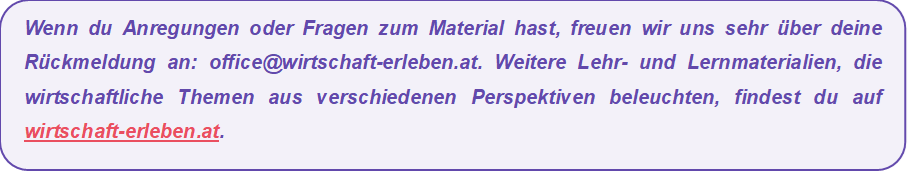 Wenn du Anregungen oder Fragen zum Material hast, freuen wir uns sehr über deine
Rückmeldung an: office@wirtschaft-erleben.at. Weitere Lehr- und Lernmaterialien, die
wirtschaftliche Themen aus verschiedenen Perspektiven beleuchten, findest du auf
wirtschaft-erleben.at.